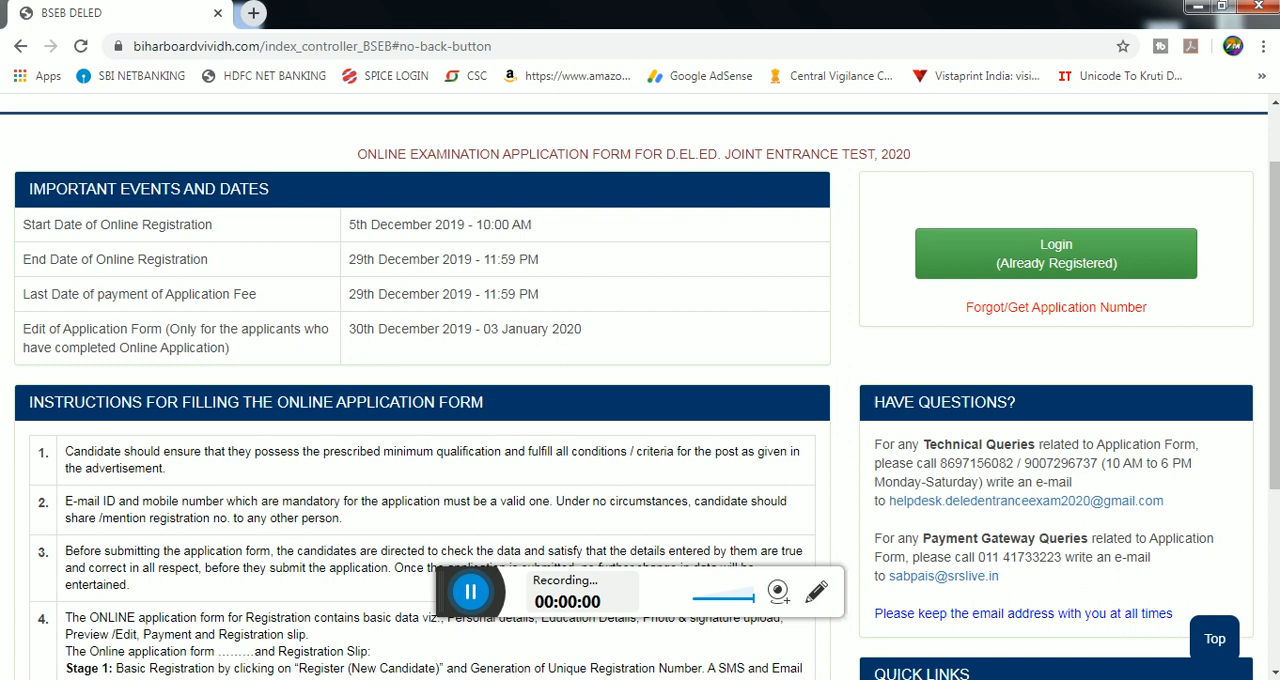 BSEB DELED
biharboardvividh.com/index_controller_BSEB#no-back-button
Apps SBI NETBANKING HDFC NET BANKING SPICE LOGIN CSC https://www.amazo... Google AdSense Central Vigilance C... Vistaprint India: visi... Unicode To Kruti D... »
ONLINE EXAMINATION APPLICATION FORM FOR D.EL.ED. JOINT ENTRANCE TEST, 2020
IMPORTANT EVENTS AND DATES
Start Date of Online Registration 5th December 2019 - 10:00 AM
End Date of Online Registration 29th December 2019 - 11:59 PM
Last Date of payment of Application Fee 29th December 2019 - 11:59 PM
Edit of Application Form (Only for the applicants who 30th December 2019 - 03 January 2020
have completed Online Application)
Login
(Already Registered)
Forgot/Get Application Number
INSTRUCTIONS FOR FILLING THE ONLINE APPLICATION FORM
1. Candidate should ensure that they possess the prescribed minimum qualification and fulfill all conditions / criteria for the post as given in
the advertisement.
2. E-mail ID and mobile number which are mandatory for the application must be a valid one. Under no circumstances, candidate should
share /mention registration no. to any other person.
3. Before submitting the application form, the candidates are directed to check the data and satisfy that the details entered by them are true
and correct in all respect, before they submit the application. Once the application is submitted, no further change in data will be
entertained.
4. The ONLINE application form for Registration contains basic data viz., Personal details, Education Details, Photo & signature upload,
Preview /Edit, Payment and Registration slip.
The Online application form .........and Registration Slip:
Stage 1: Basic Registration by clicking on “Register (New Candidate)” and Generation of Unique Registration Number. A SMS and Email
HAVE QUESTIONS?
For any Technical Queries related to Application Form,
please call 8697156082 / 9007296737 (10 AM to 6 PM
Monday-Saturday) write an e-mail
to helpdesk.deledentranceexam2020@gmail.com
For any Payment Gateway Queries related to Application
Form, please call 011 41733223 write an e-mail
to sabpais@srslive.in
Please keep the email address with you at all times
Top
QUICK LINKS
Recording...
00:00:00